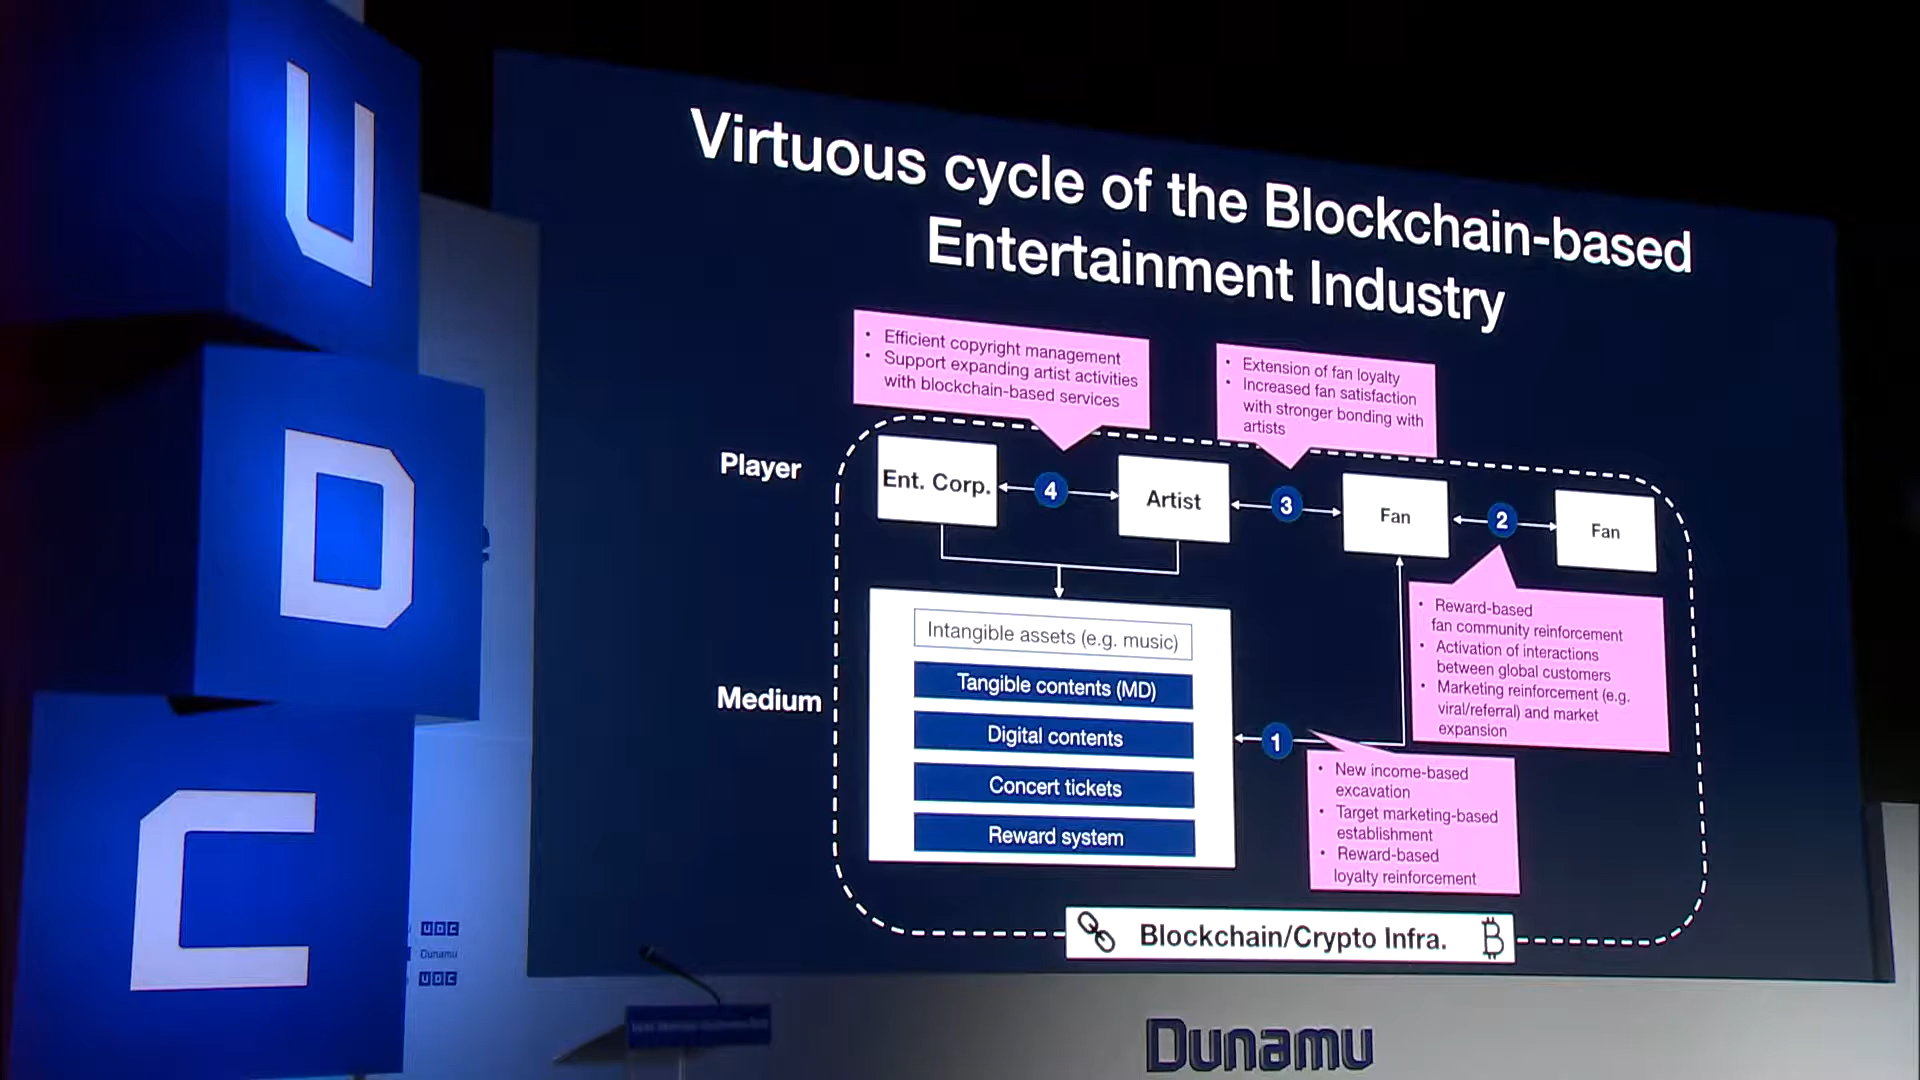 U
D
C
Virtuous cycle of the Blockchain-based
Entertainment Industry
• Efficient copyright management
• Support expanding artist activities
with blockchain-based services
• Extension of fan loyalty
• Increased fan satisfaction
with stronger bonding with
artists
Player
Ent. Corp.
4
Artist
3
Fan
2
Fan
• Reward-based
fan community reinforcement
• Activation of interactions
between global customers
• Marketing reinforcement (e.g.
viral/referral) and market
expansion
Medium
Intangible assets (e.g. music)
Tangible contents (MD)
Digital contents
Concert tickets
Reward system
1
• New income-based
excavation
• Target marketing-based
establishment
• Reward-based
loyalty reinforcement
Blockchain/Crypto Infra.
UDC
Dunamu
UDC
Dunamu